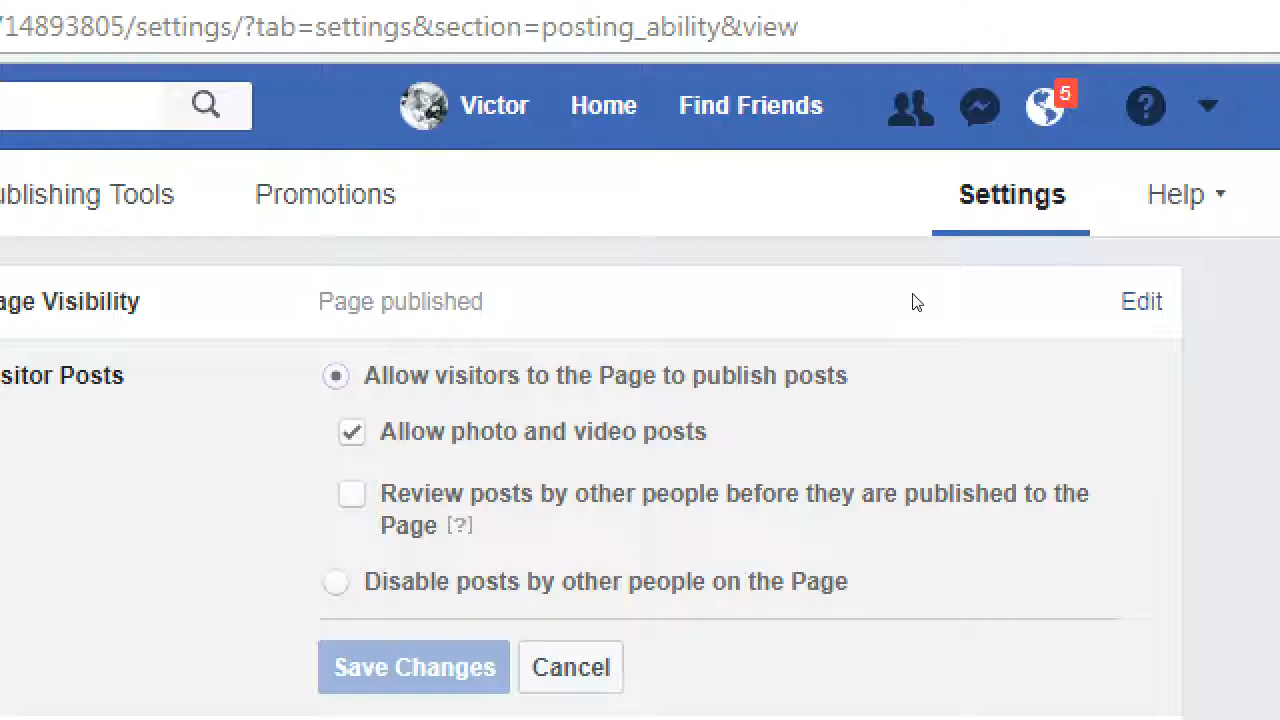 /14893805/settings/?tab=settings&section=posting_ability&view
Victor Home Find Friends 5 ?
ublishing Tools Promotions Settings Help
age Visibility Page published Edit
sitor Posts Allow visitors to the Page to publish posts
Allow photo and video posts
Review posts by other people before they are published to the
Page [?]
Disable posts by other people on the Page
Save Changes Cancel